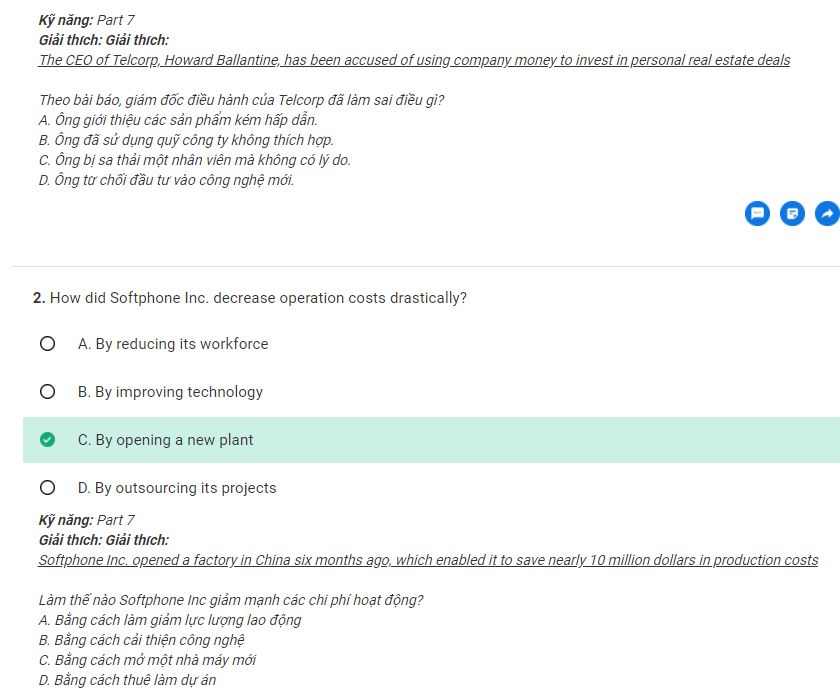 Kỹ năng: Part 7
Giải thích: Giải thích:
The CEO of Telcorp, Howard Ballantine, has been accused of using company money to invest in personal real estate deals
Theo bài báo, giám đốc điều hành của Telcorp đã làm sai điều gì?
A. Ông giới thiệu các sản phẩm kém hấp dẫn.
B. Ông đã sử dụng quỹ công ty không thích hợp.
C. Ông bị sa thải một nhân viên mà không có lý do.
D. Ông từ chối đầu tư vào công nghệ mới.
2. How did Softphone Inc. decrease operation costs drastically?
A. By reducing its workforce
B. By improving technology
C. By opening a new plant
D. By outsourcing its projects
Kỹ năng: Part 7
Giải thích: Giải thích:
Softphone Inc. opened a factory in China six months ago, which enabled it to save nearly 10 million dollars in production costs
Làm thế nào Softphone Inc giảm mạnh các chi phí hoạt động?
A. Bằng cách làm giảm lực lượng lao động
B. Bằng cách cải thiện công nghệ
C. Bằng cách mở một nhà máy mới
D. Bằng cách thuê làm dự án